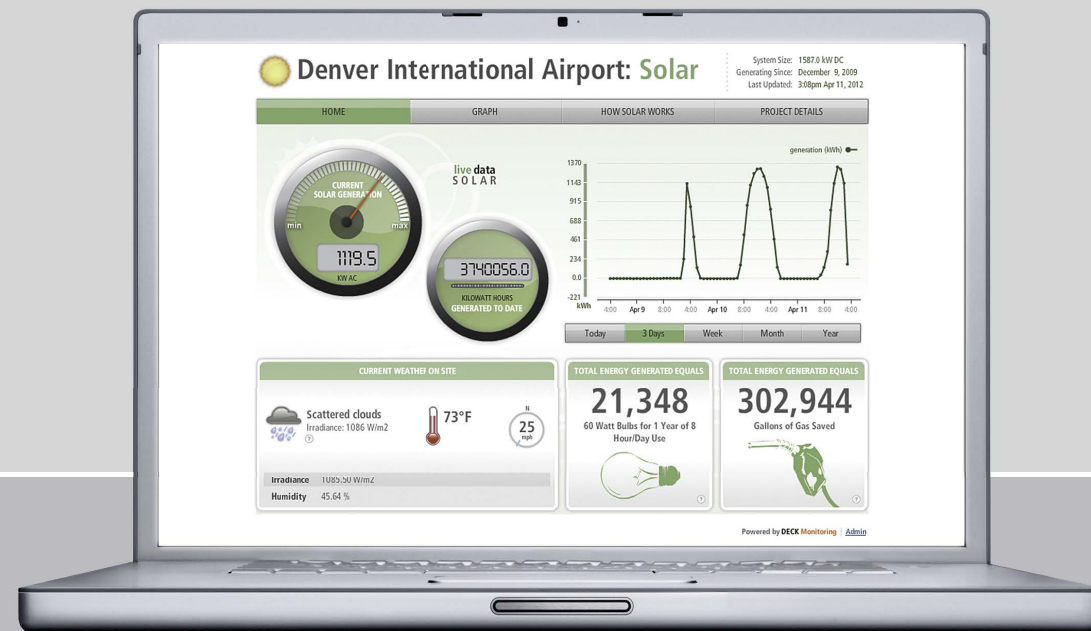 Denver International Airport: Solar
System Size: 1587.0 kW DC
Generating Since: December 9, 2009
Last Updated: 3:08pm Apr 11, 2012
HOME GRAPH HOW SOLAR WORKS PROJECT DETAILS
CURRENT
SOLAR GENERATION
min max
1119.5
KW AC
live data
SOLAR
3740056.0
KILOWATT HOURS
GENERATED TO DATE
generation (kWh)
1370
1143
915
688
461
234
0.0
-221
kWh
4:00 Apr 9 8:00 4:00 Apr 10 8:00 4:00 Apr 11 8:00 4:00
Today 3 Days Week Month Year
CURRENT WEATHER ON SITE
Scattered clouds
Irradiance: 1086 W/m2
?
73°F
N
25
mph
Irradiance 1085.50 W/m2
Humidity 45.64 %
TOTAL ENERGY GENERATED EQUALS
21,348
60 Watt Bulbs for 1 Year of 8
Hour/Day Use
?
TOTAL ENERGY GENERATED EQUALS
302,944
Gallons of Gas Saved
?
Powered by DECK Monitoring | Admin